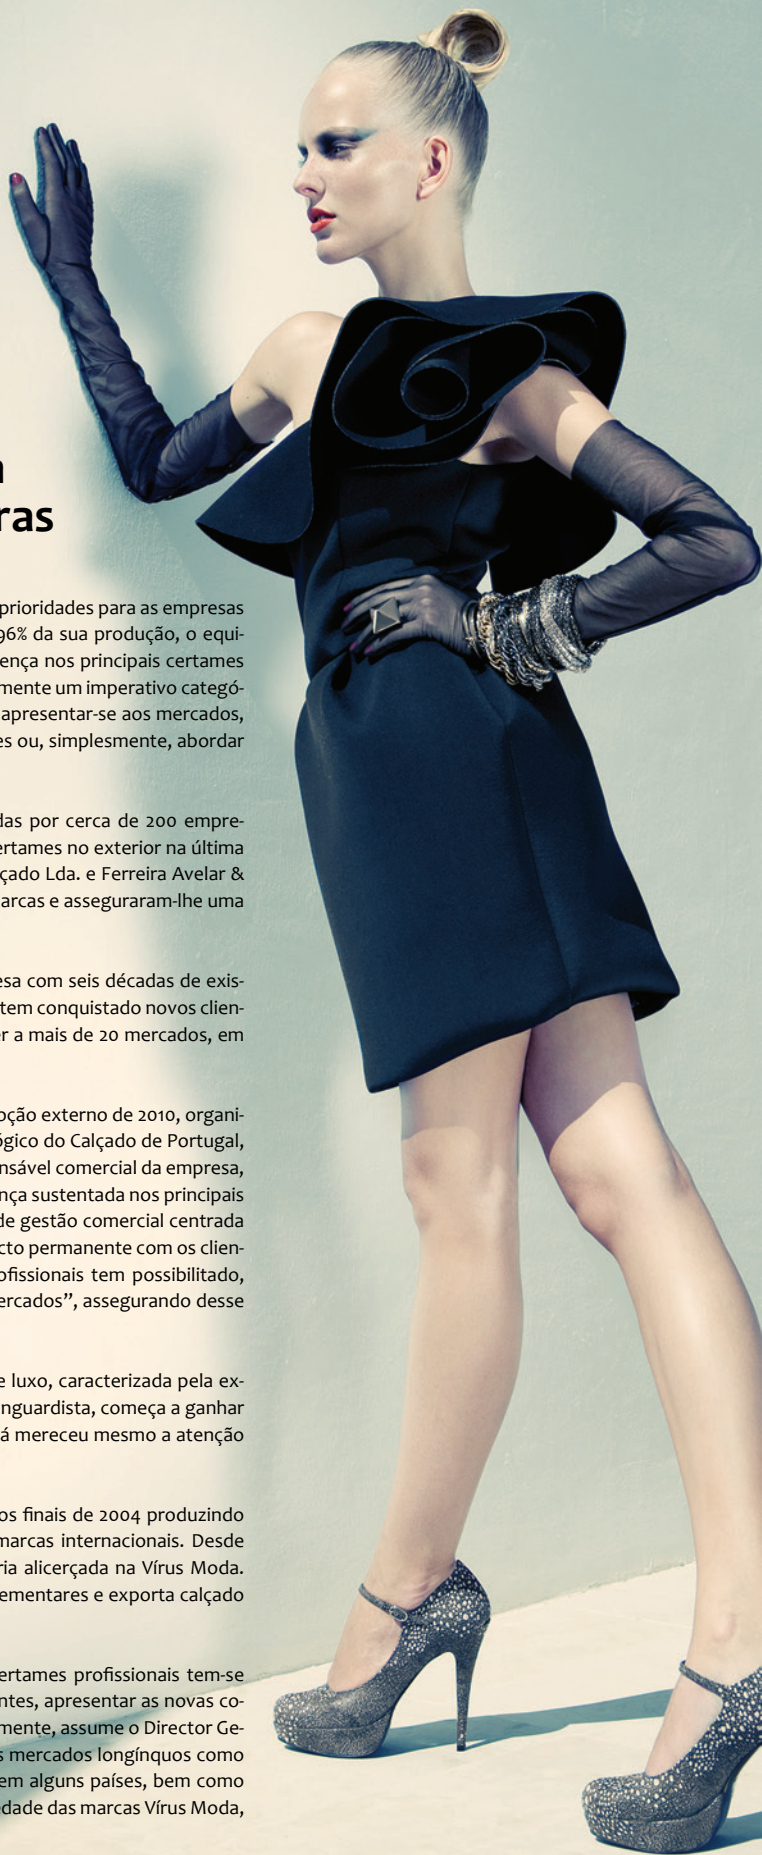 ras
prioridades para as empresas
96% da sua produção, o equi-
ença nos principais certames
mente um imperativo categó-
apresentar-se aos mercados,
es ou, simplesmente, abordar
das por cerca de 200 empre-
ertames no exterior na última
çado Lda. e Ferreira Avelar &
arcas e asseguraram-lhe uma
esa com seis décadas de exis-
tem conquistado novos clien-
er a mais de 20 mercados, em
oção externo de 2010, organi-
ógico do Calçado de Portugal,
nsável comercial da empresa,
nça sustentada nos principais
de gestão comercial centrada
cto permanente com os clien-
ofissionais tem possibilitado,
ercados”, assegurando desse
e luxo, caracterizada pela ex-
nguardista, começa a ganhar
á mereceu mesmo a atenção
os finais de 2004 produzindo
marcas internacionais. Desde
ria alicerçada na Vírus Moda.
ementares e exporta calçado
ertames profissionais tem-se
ntes, apresentar as novas co-
mente, assume o Director Ge-
s mercados longínquos como
em alguns países, bem como
edade das marcas Vírus Moda,